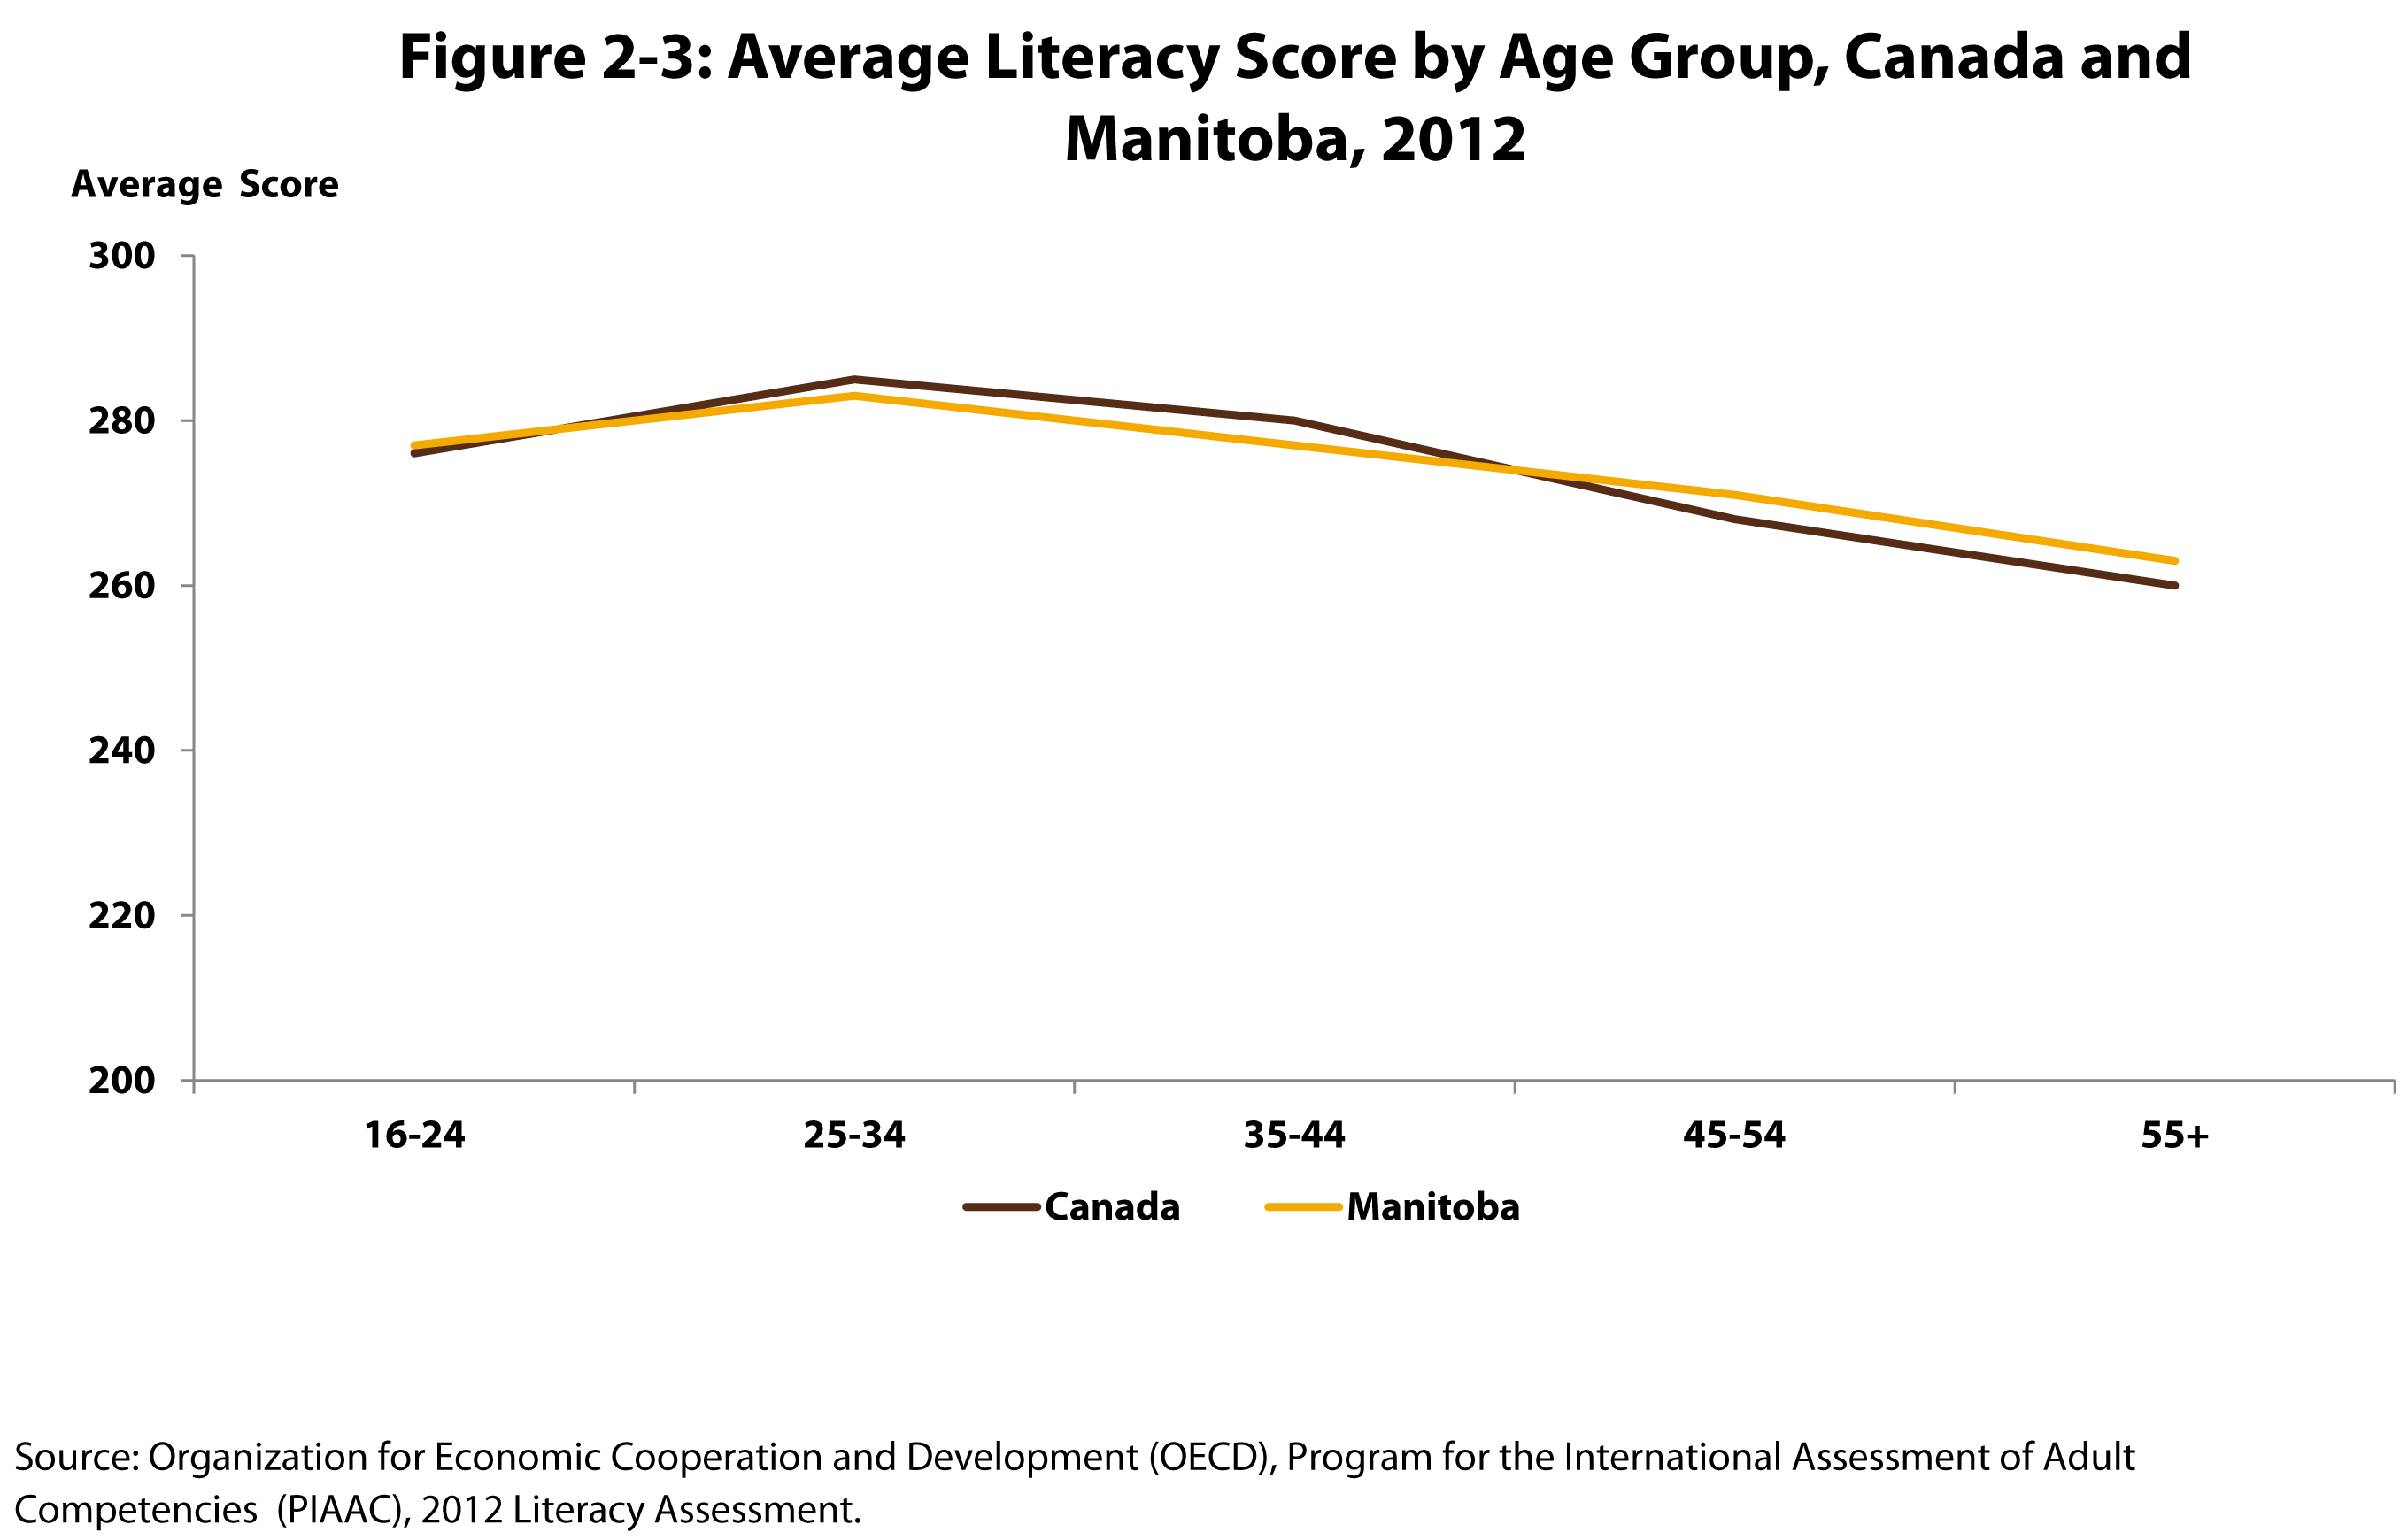 Figure 2-3: Average Literacy Score by Age Group, Canada and
Manitoba, 2012
Average Score
300
280
260
240
220
200
16-24
25-34
35-44
45-54
55+
Canada
Manitoba
Source: Organization for Economic Cooperation and Development (OECD), Program for the International Assessment of Adult
Competencies (PIAAC), 2012 Literacy Assessment.